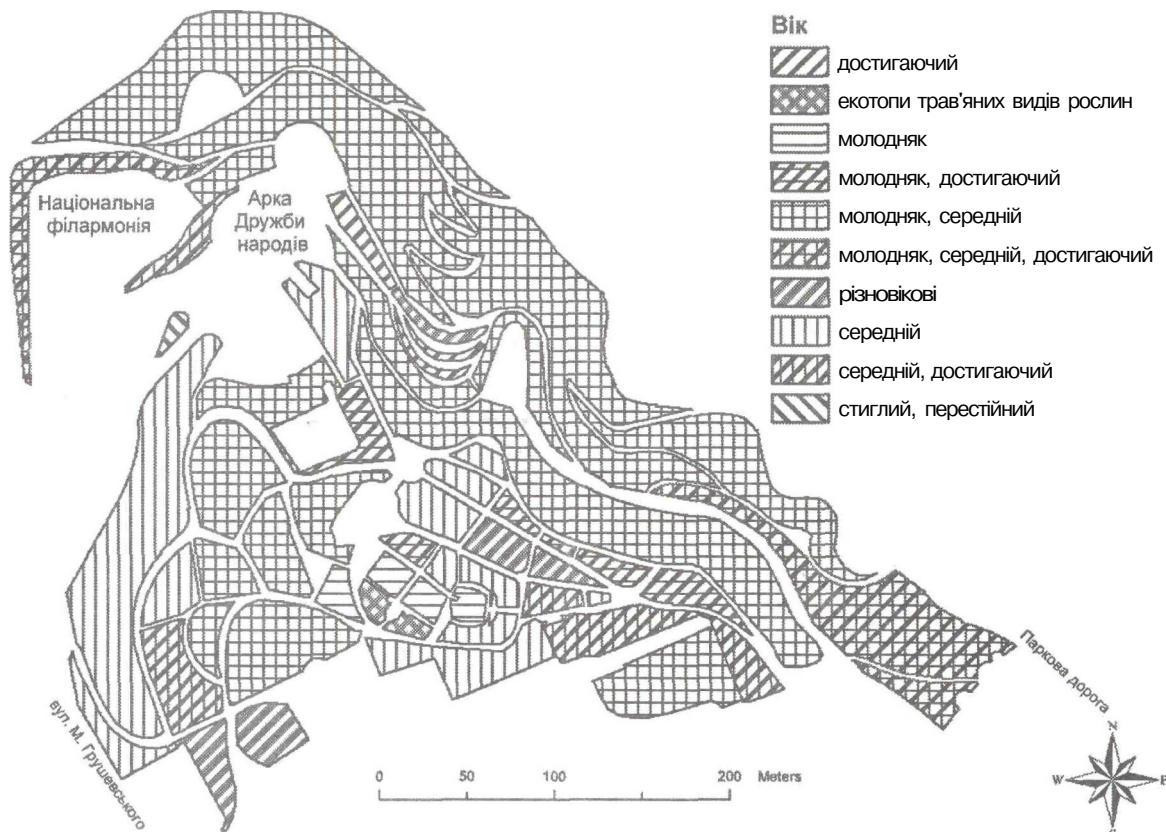 Вік
достигаючий
екотопи трав'яних видів рослин
молодняк
молодняк, достигаючий
молодняк, середній
молодняк, середній, достигаючий
різновікові
середній
середній, достигаючий
стиглий, перестійний
Національна
філармонія
Арка
Дружби
народів
Паркова дорога
вул. М. Грушевського
0 50 100 200 Meters
N
W E
S